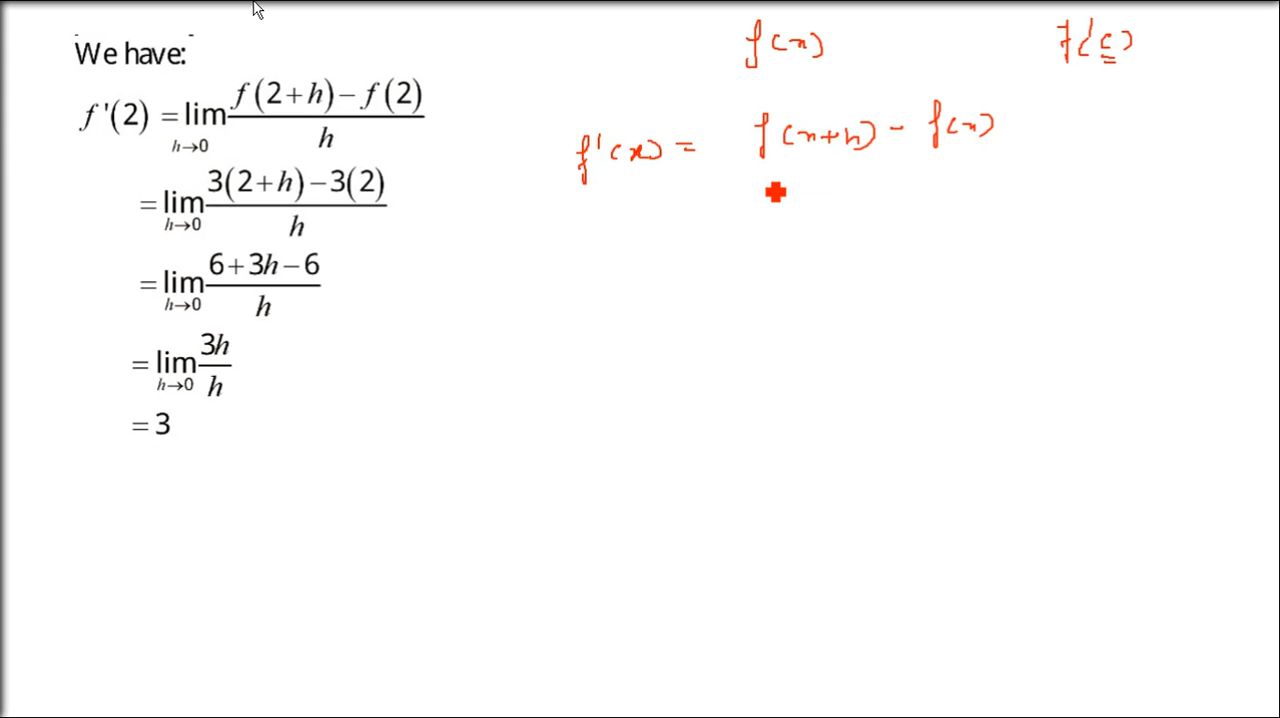 We have:
f'(2) = lim_{h→0} (f(2+h)−f(2))/h
= lim_{h→0} (3(2+h)−3(2))/h
= lim_{h→0} (6+3h−6)/h
= lim_{h→0} 3h/h
= 3
f(x)
f'(c)
f'(x) = f(x+h) - f(x)